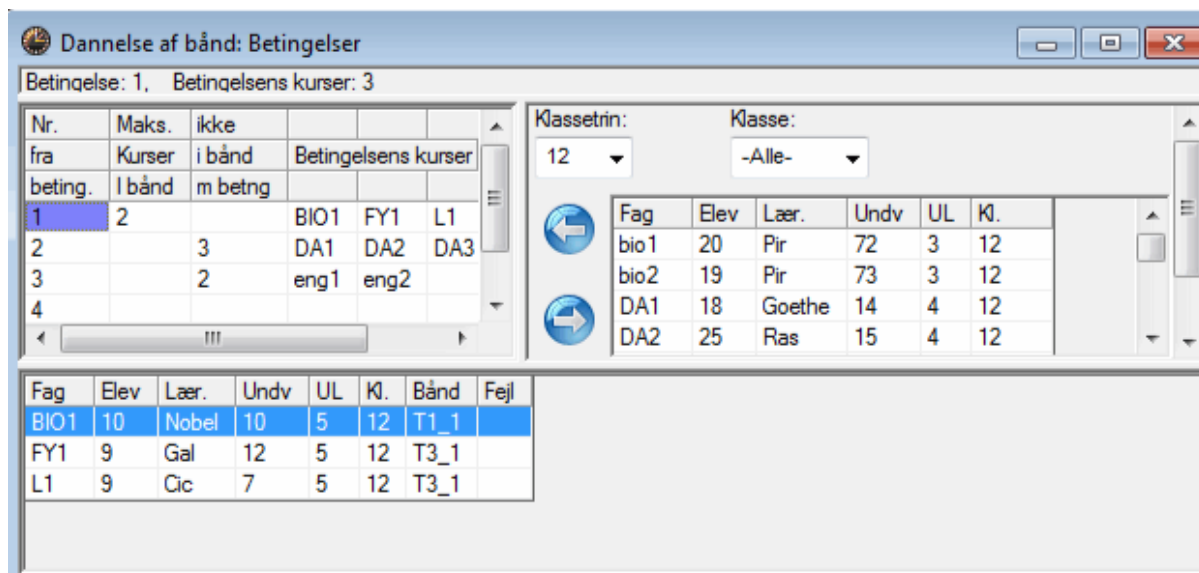 Dannelse af bånd: Betingelser
Betingelse: 1, Betingelsens kurser: 3
Nr. Maks. ikke
fra Kurser i bånd Betingelsens kurser
beting. I bånd m betng
1 2 BIO1 FY1 L1
2 3 DA1 DA2 DA3
3 2 eng1 eng2
4
Klassetrin: Klasse:
12 -Alle-
Fag Elev Lær. Undv UL Kl.
bio1 20 Pir 72 3 12
bio2 19 Pir 73 3 12
DA1 18 Goethe 14 4 12
DA2 25 Ras 15 4 12
Fag Elev Lær. Undv UL Kl. Bånd Fejl
BIO1 10 Nobel 10 5 12 T1_1
FY1 9 Gal 12 5 12 T3_1
L1 9 Cic 7 5 12 T3_1